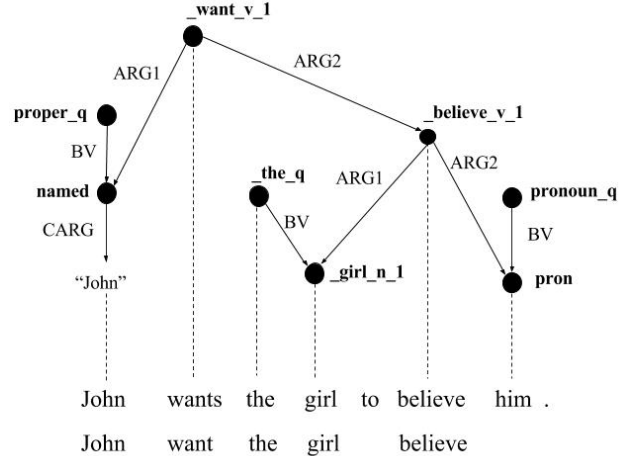 _want_v_1
ARG1 ARG2
proper_q _believe_v_1
BV _the_q ARG1 ARG2 pronoun_q
named
CARG BV BV
"John" _girl_n_1 pron
John wants the girl to believe him .
John want the girl believe